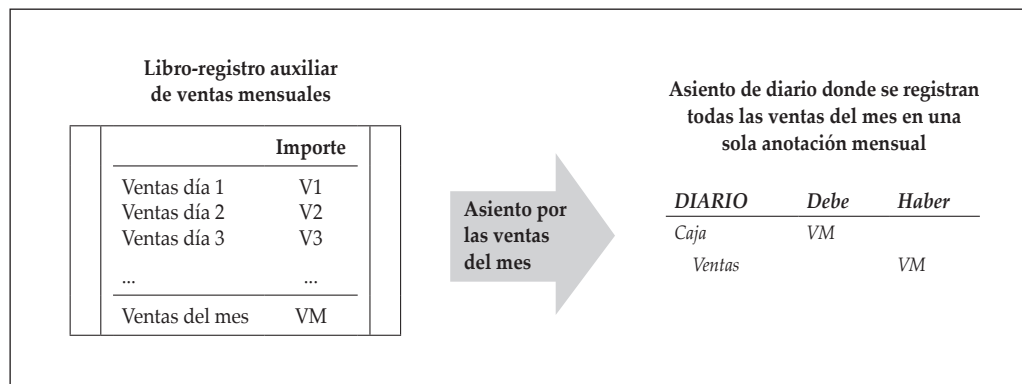 Libro-registro auxiliar
de ventas mensuales
Importe
Ventas día 1 V1
Ventas día 2 V2
Ventas día 3 V3
... ...
Ventas del mes VM
Asiento por
las ventas
del mes
Asiento de diario donde se registran
todas las ventas del mes en una
sola anotación mensual
DIARIO Debe Haber
Caja VM
Ventas VM